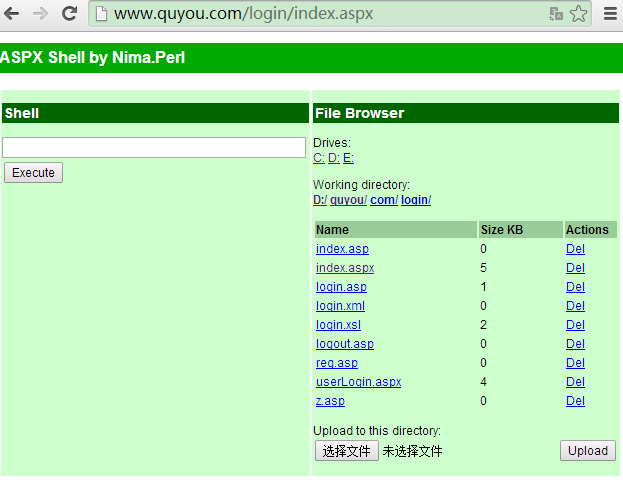 www.quyou.com/login/index.aspx
ASPX Shell by Nima.Perl
Shell
Execute
File Browser
Drives:
C: D: E:
Working directory:
D:/ quyou/ com/ login/
Name Size KB Actions
index.asp 0 Del
index.aspx 5 Del
login.asp 1 Del
login.xml 0 Del
login.xsl 2 Del
logout.asp 0 Del
reg.asp 0 Del
userLogin.aspx 4 Del
z.asp 0 Del
Upload to this directory:
选择文件 未选择文件 Upload